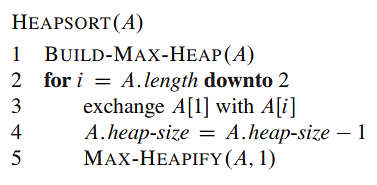 HEAPSORT(A)
1 BUILD-MAX-HEAP(A)
2 for i = A.length downto 2
3 exchange A[1] with A[i]
4 A.heap-size = A.heap-size − 1
5 MAX-HEAPIFY(A, 1)